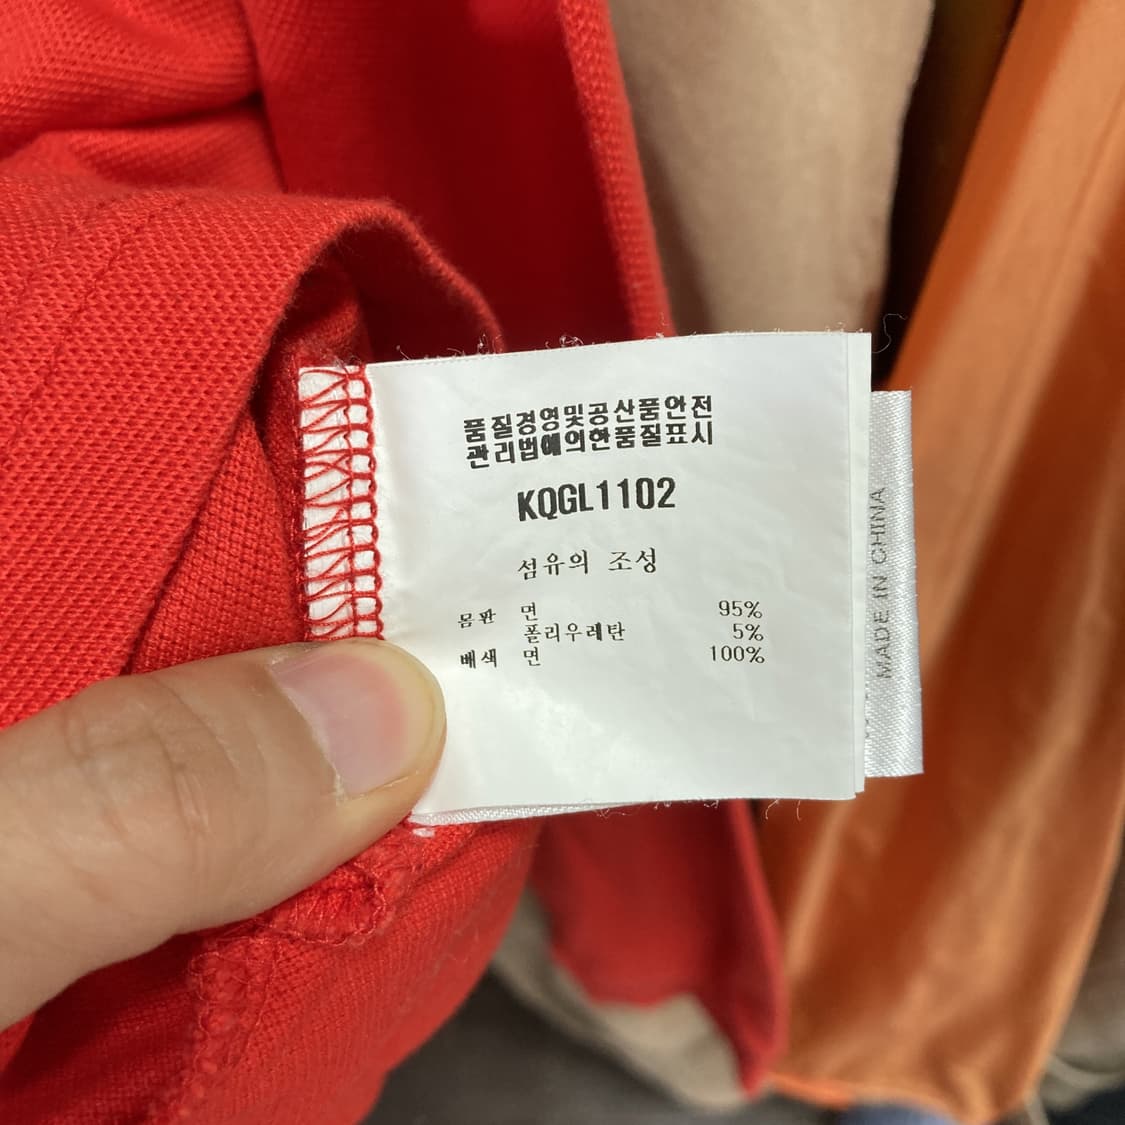 품질경영및공산품안전
관리법에의한품질표시
KQGL1102
섬유의 조성
몸판 면 95%
폴리우레탄 5%
배색 면 100%
MADE IN CHINA